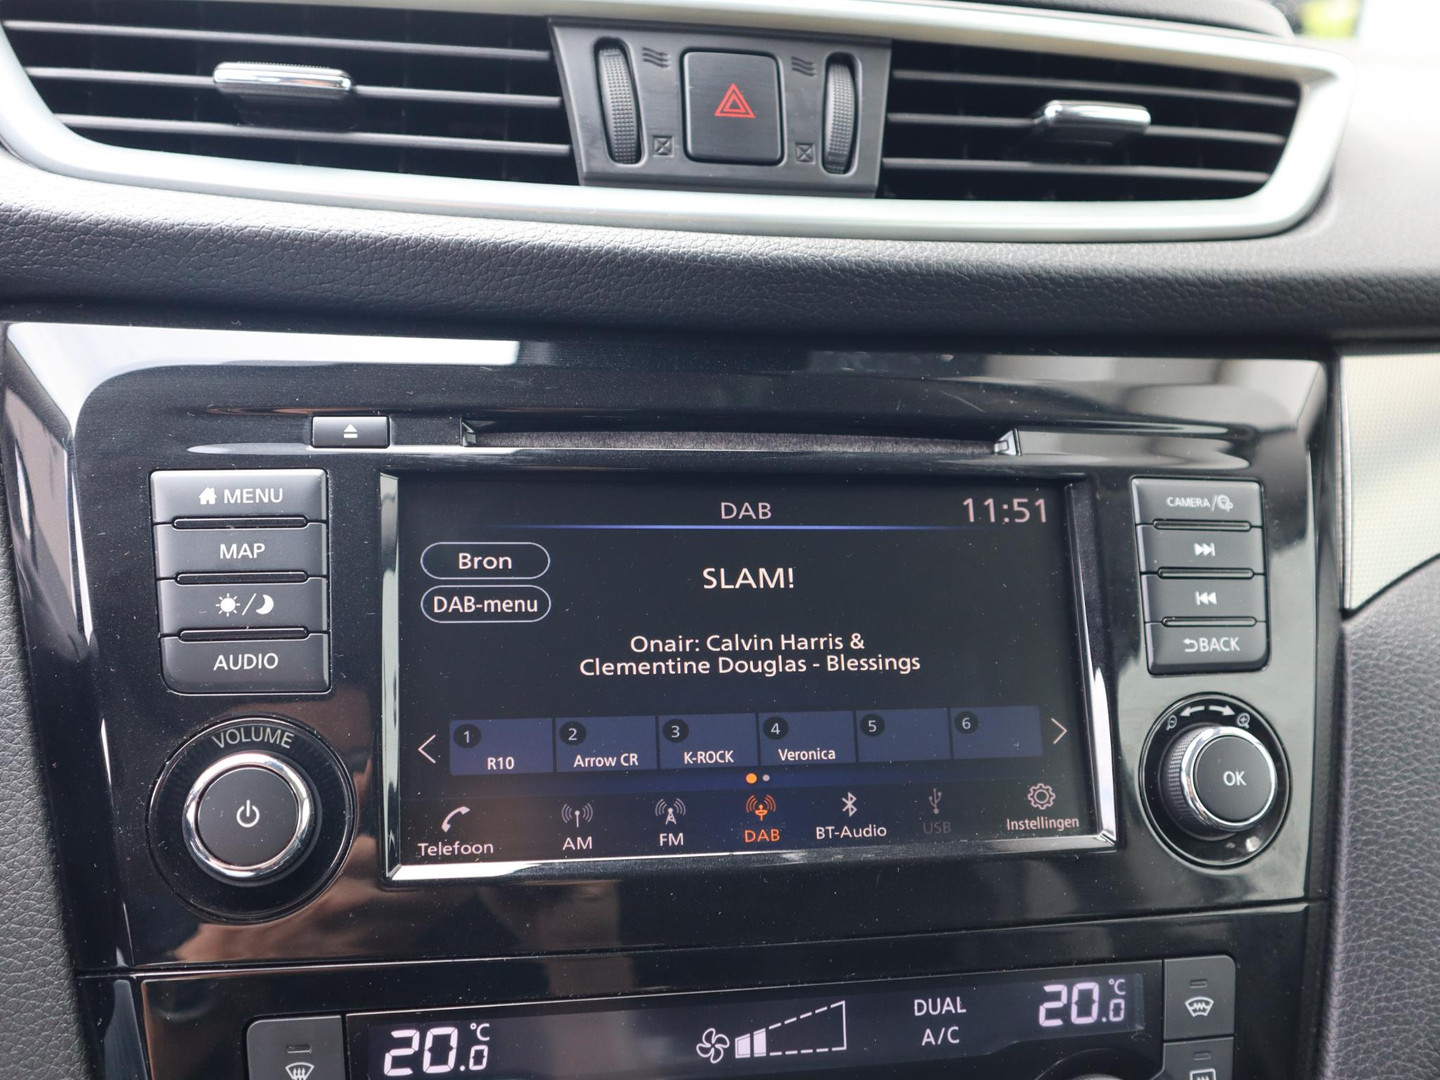 MENU
MAP
AUDIO
VOLUME
DAB
11:51
Bron
DAB-menu
SLAM!
Onair: Calvin Harris &
Clementine Douglas - Blessings
1
R10
2
Arrow CR
3
K-ROCK
4
Veronica
5
6
Telefoon
AM
FM
DAB
BT-Audio
USB
Instellingen
CAMERA/
BACK
OK
20.0 °C
DUAL
A/C
20.0 °C